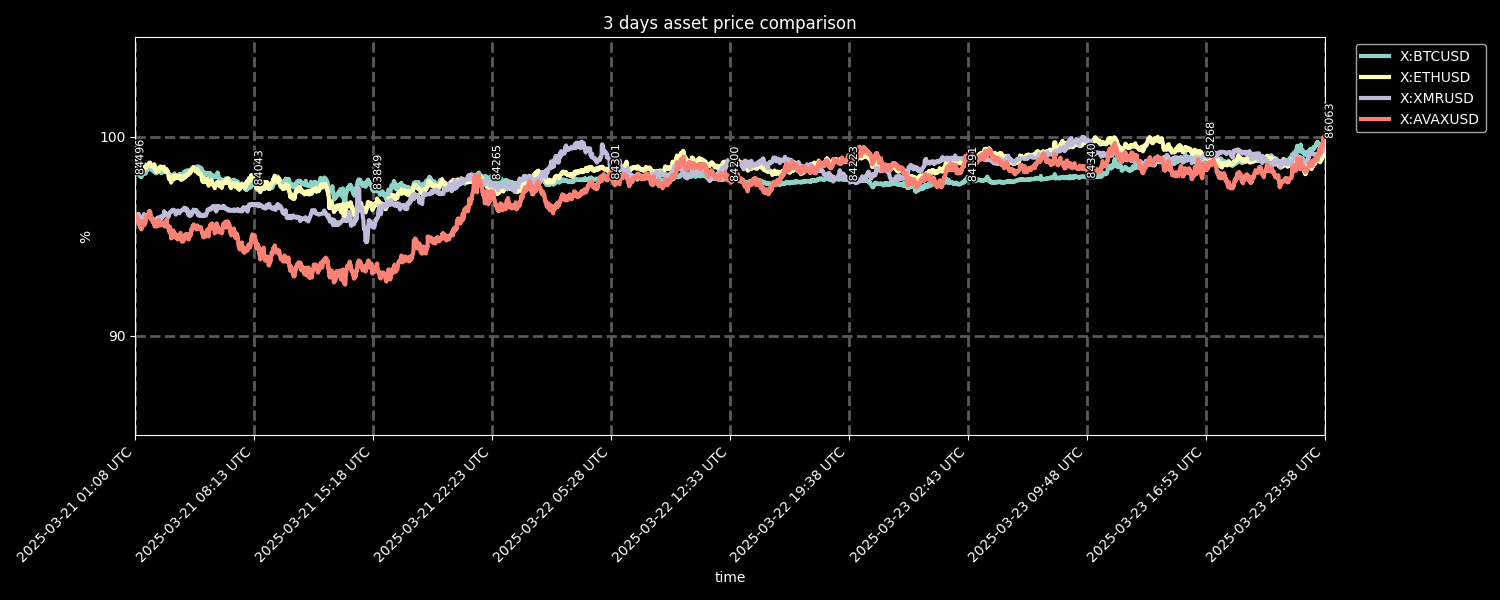 3 days asset price comparison
X:BTCUSD
X:ETHUSD
X:XMRUSD
X:AVAXUSD
100
90
%
84496
84043
83849
84265
84301
84200
84223
84191
84340
85268
86063
2025-03-21 01:08 UTC
2025-03-21 08:13 UTC
2025-03-21 15:18 UTC
2025-03-21 22:23 UTC
2025-03-22 05:28 UTC
2025-03-22 12:33 UTC
2025-03-22 19:38 UTC
2025-03-23 02:43 UTC
2025-03-23 09:48 UTC
2025-03-23 16:53 UTC
2025-03-23 23:58 UTC
time